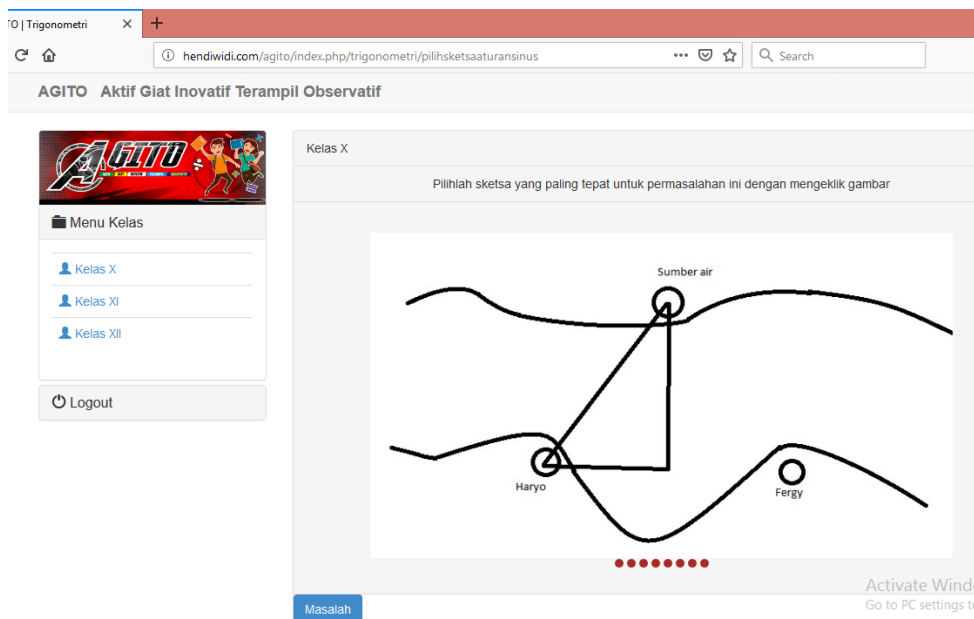 TO | Trigonometri
hendiwidi.com/agito/index.php/trigonometri/pilihsketsaaturansinus
Search
AGITO Aktif Giat Inovatif Terampil Observatif
AGITO
Menu Kelas
Kelas X
Kelas XI
Kelas XII
Logout
Kelas X
Pilihlah sketsa yang paling tepat untuk permasalahan ini dengan mengeklik gambar
Sumber air
Haryo
Fergy
Masalah
Activate Wind
Go to PC settings t